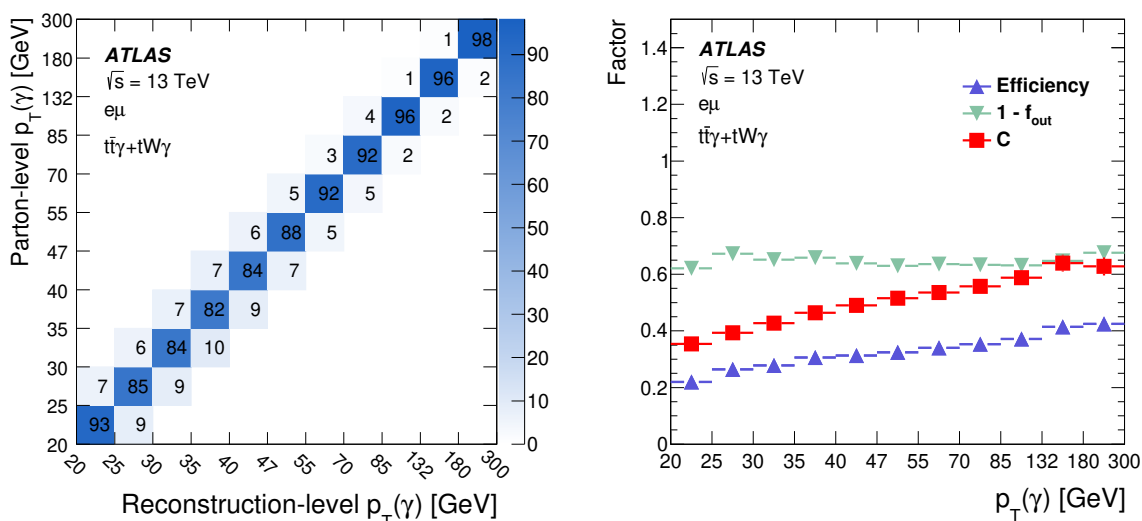 Parton-level p_T(γ) [GeV]
300
180
132
85
70
55
47
40
35
30
25
20
ATLAS
√s = 13 TeV
eμ
tt̄γ+tWγ
1 98
1 96 2
4 96 2
3 92 2
5 92 5
6 88 5
7 84 7
7 82 9
6 84 10
7 85 9
93 9
20 25 30 35 40 47 55 70 85 132 180 300
Reconstruction-level p_T(γ) [GeV]
90
80
70
60
50
40
30
20
10
0
Factor
1.4
1.2
1
0.8
0.6
0.4
0.2
0
ATLAS
√s = 13 TeV
eμ
tt̄γ+tWγ
Efficiency
1 - f_out
C
20 25 30 35 40 47 55 70 85 132 180 300
p_T(γ) [GeV]